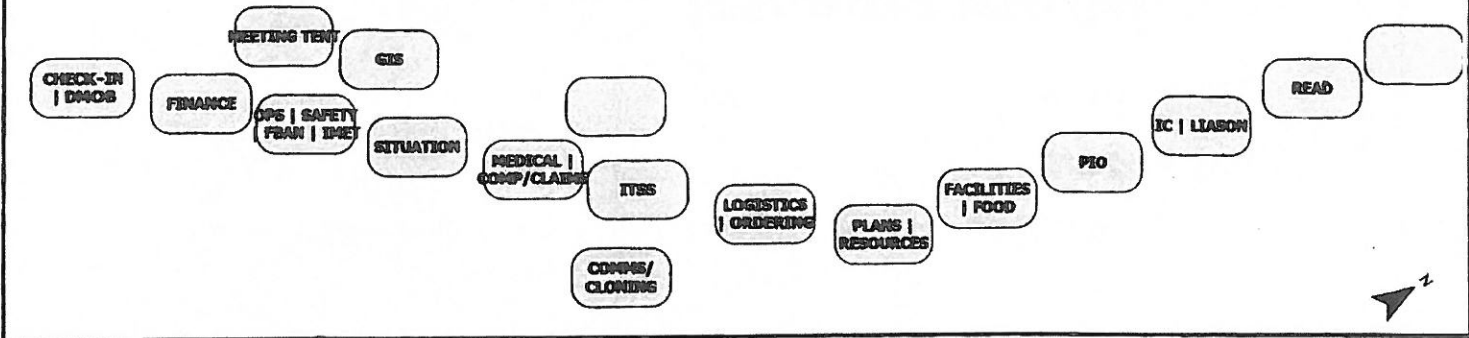 MEETING TENT
GIS
CHECK-IN
| DMOB
FINANCE
OPS | SAFETY
| FBAN | IMET
SITUATION
MEDICAL |
COMP/CLAIMS
ITSS
COMMS/
CLONING
LOGISTICS
| ORDERING
PLANS |
RESOURCES
FACILITIES
| FOOD
PIO
IC | LIASON
READ
N